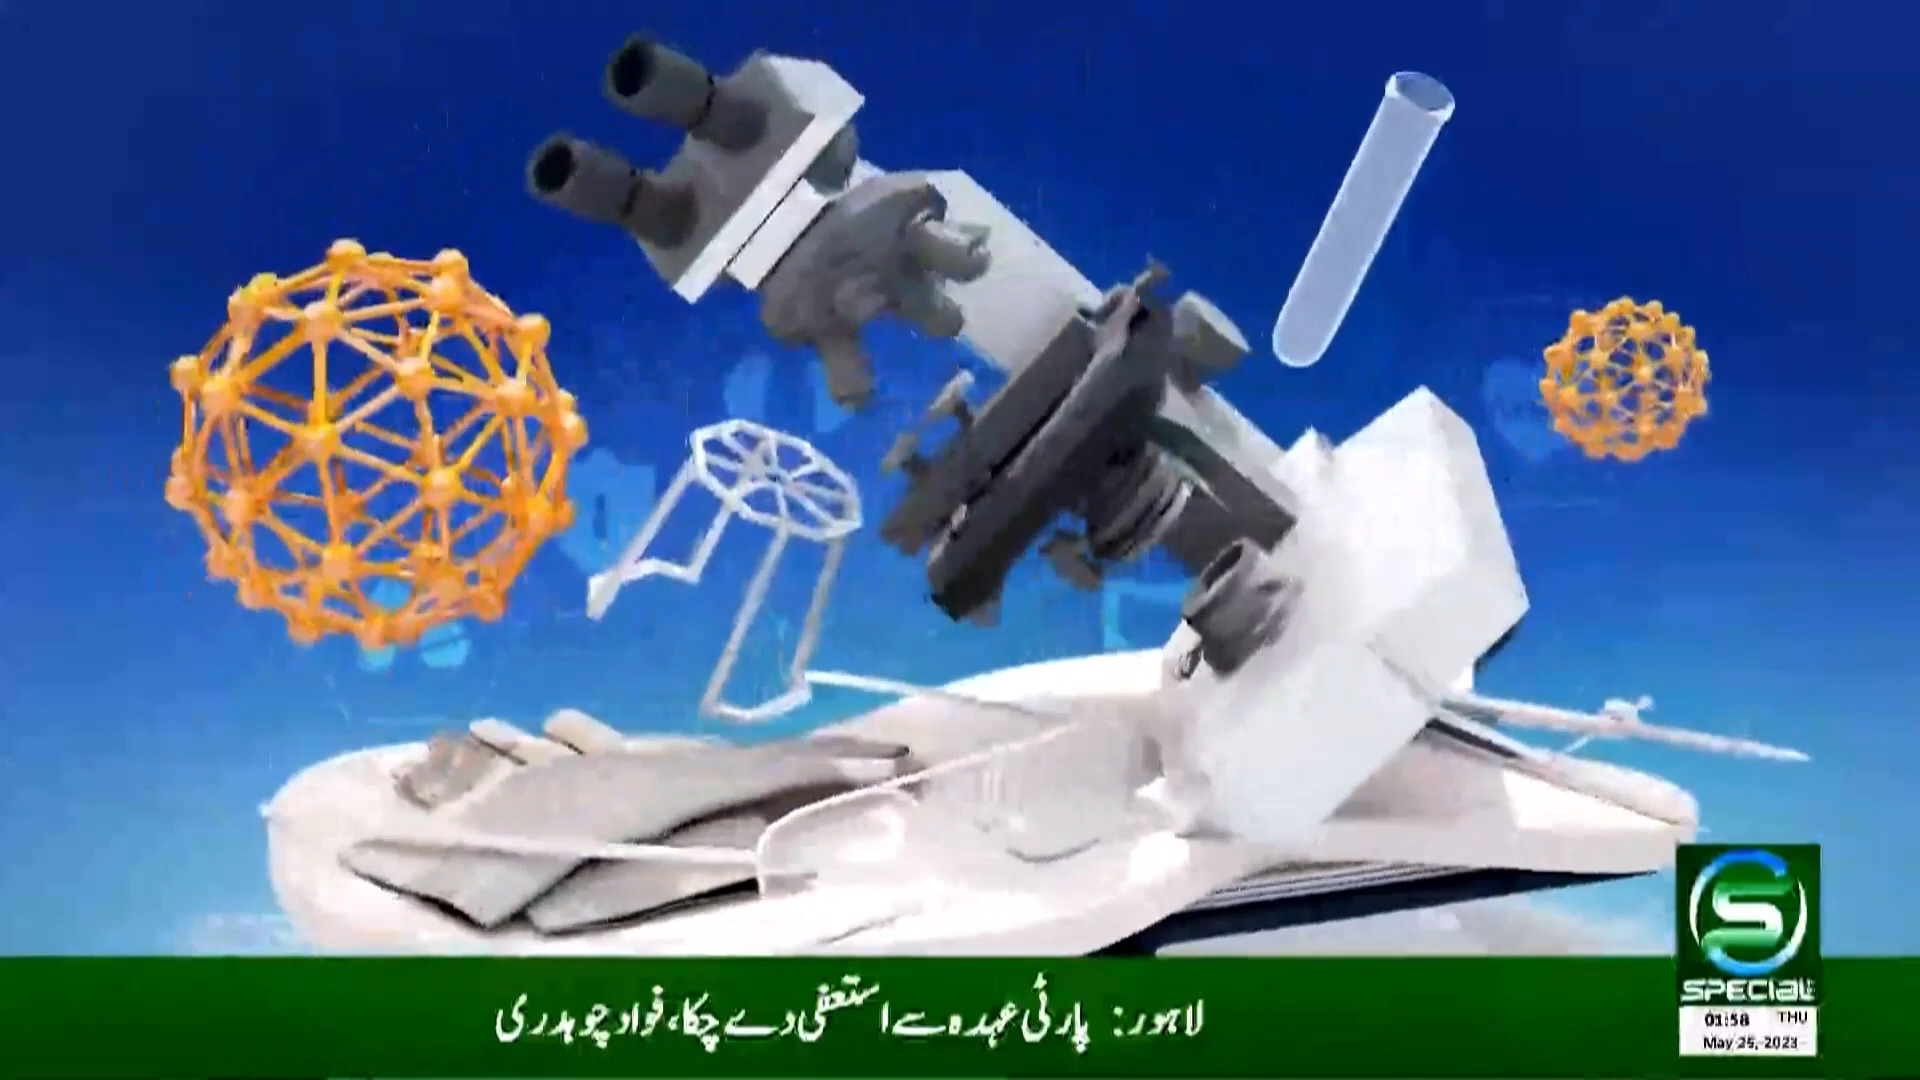 لاہور: پارٹی عہدہ سے استعفی دے چکا، فواد چوہدری
S
SPECIAL
01:58 THU
May 25, 2023